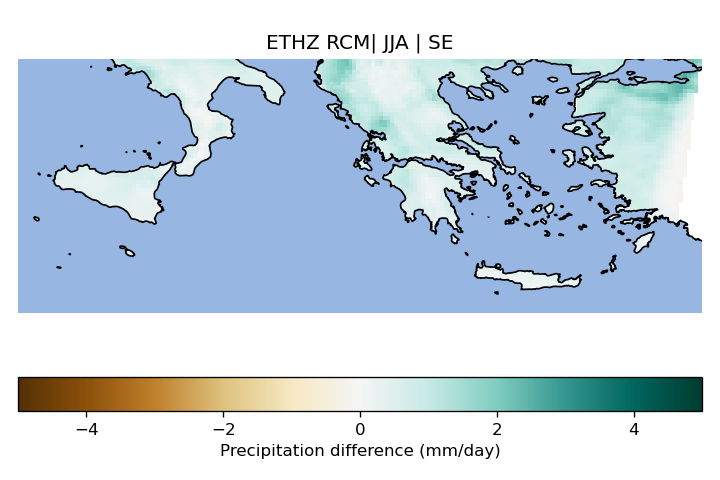 ETHZ RCM| JJA | SE
−4 −2 0 2 4
Precipitation difference (mm/day)